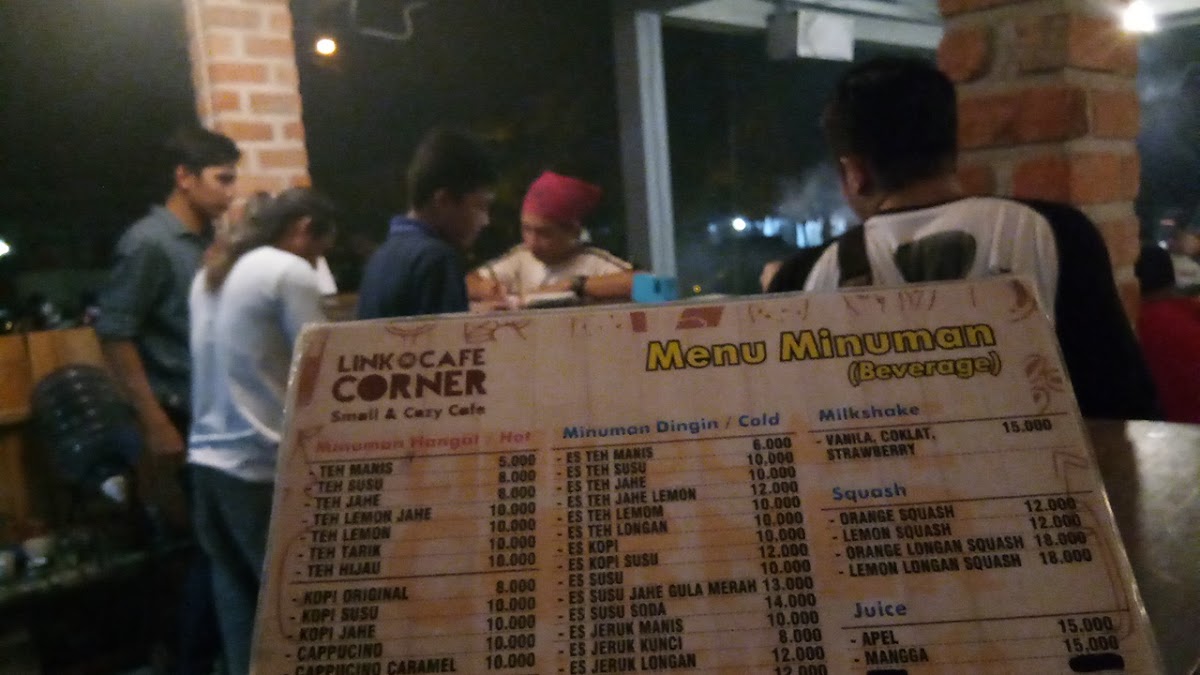 LINK CAFE
CORNER
Small & Cozy Cafe
Menu Minuman
(Beverage)
Minuman Hangat / Hot
- TEH MANIS 5.000
- TEH SUSU 8.000
- TEH JAHE 8.000
- TEH LEMON JAHE 10.000
- TEH LEMON 10.000
- TEH TARIK 10.000
- TEH HIJAU 10.000
- KOPI ORIGINAL 8.000
- KOPI SUSU 10.000
- KOPI JAHE 10.000
- CAPPUCINO 10.000
- CAPPUCINO CARAMEL 10.000
Minuman Dingin / Cold
- ES TEH MANIS 6.000
- ES TEH SUSU 10.000
- ES TEH JAHE 10.000
- ES TEH JAHE LEMON 12.000
- ES TEH LEMOM 10.000
- ES TEH LONGAN 10.000
- ES KOPI 10.000
- ES KOPI SUSU 12.000
- ES SUSU 10.000
- ES SUSU JAHE GULA MERAH 13.000
- ES SUSU SODA 14.000
- ES JERUK MANIS 10.000
- ES JERUK KUNCI 8.000
- ES JERUK LONGAN 12.000
12.000
Milkshake
- VANILA, COKLAT, 15.000
STRAWBERRY
Squash
- ORANGE SQUASH 12.000
- LEMON SQUASH 12.000
- ORANGE LONGAN SQUASH 18.000
- LEMON LONGAN SQUASH 18.000
Juice
- APEL 15.000
- MANGGA 15.000